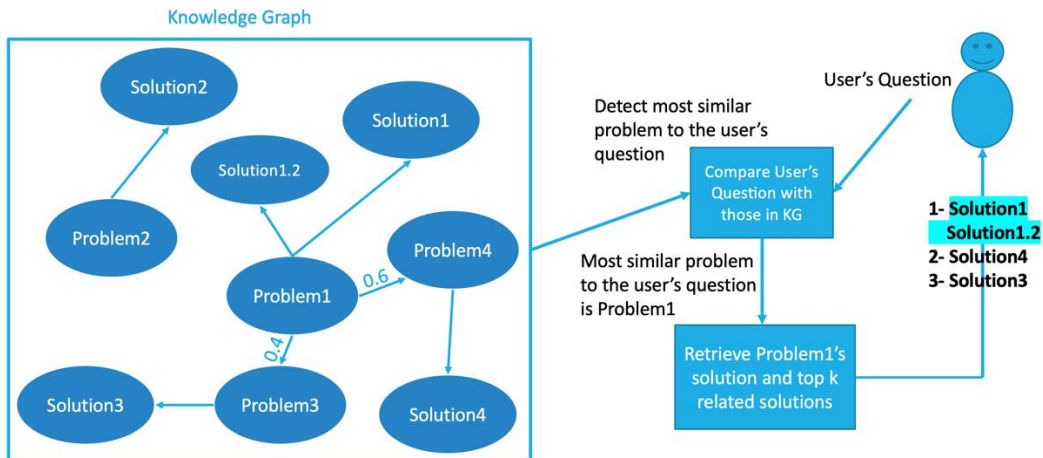 Knowledge Graph
Solution2
Solution1
Solution1.2
Problem2
Problem4
0.6
Problem1
0.4
Solution3
Problem3
Solution4
Detect most similar
problem to the user’s
question
User’s Question
Compare User’s
Question with
those in KG
Most similar problem
to the user’s question
is Problem1
Retrieve Problem1’s
solution and top k
related solutions
1- Solution1
Solution1.2
2- Solution4
3- Solution3